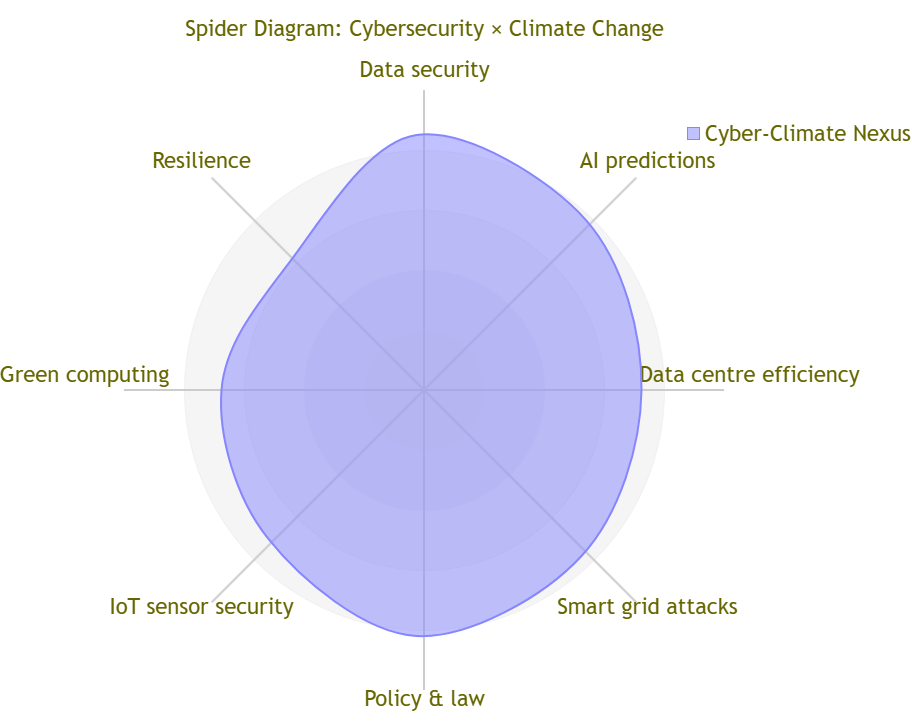 Spider Diagram: Cybersecurity × Climate Change
Data security
Cyber-Climate Nexus
Resilience
AI predictions
Green computing
Data centre efficiency
IoT sensor security
Smart grid attacks
Policy & law